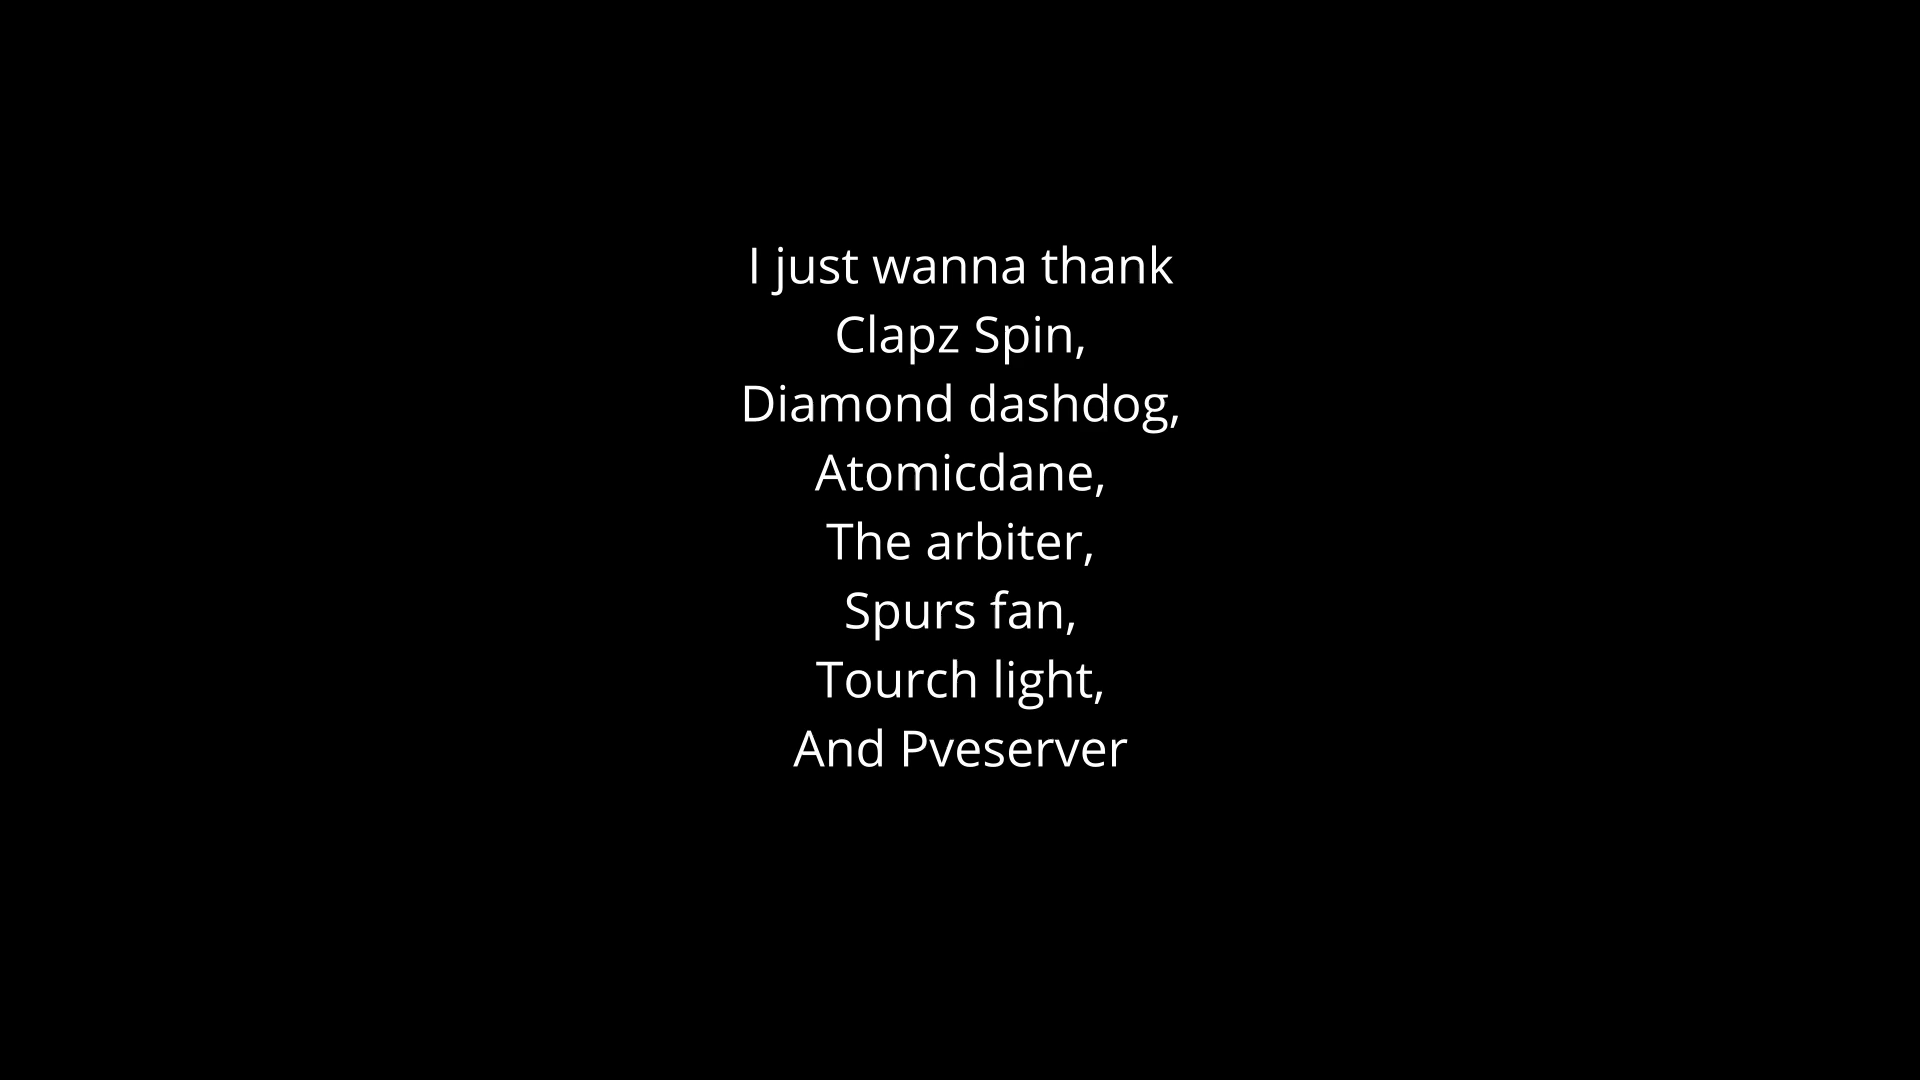 I just wanna thank
Clapz Spin,
Diamond dashdog,
Atomicdane,
The arbiter,
Spurs fan,
Tourch light,
And Pveserver